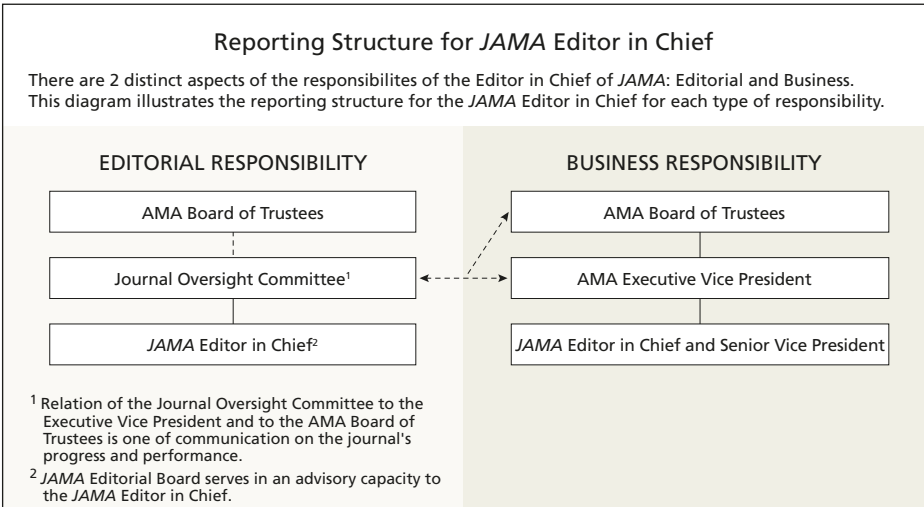 Reporting Structure for JAMA Editor in Chief
There are 2 distinct aspects of the responsibilites of the Editor in Chief of JAMA: Editorial and Business.
This diagram illustrates the reporting structure for the JAMA Editor in Chief for each type of responsibility.
EDITORIAL RESPONSIBILITY
AMA Board of Trustees
Journal Oversight Committee¹
JAMA Editor in Chief²
¹ Relation of the Journal Oversight Committee to the
Executive Vice President and to the AMA Board of
Trustees is one of communication on the journal's
progress and performance.
² JAMA Editorial Board serves in an advisory capacity to
the JAMA Editor in Chief.
BUSINESS RESPONSIBILITY
AMA Board of Trustees
AMA Executive Vice President
JAMA Editor in Chief and Senior Vice President